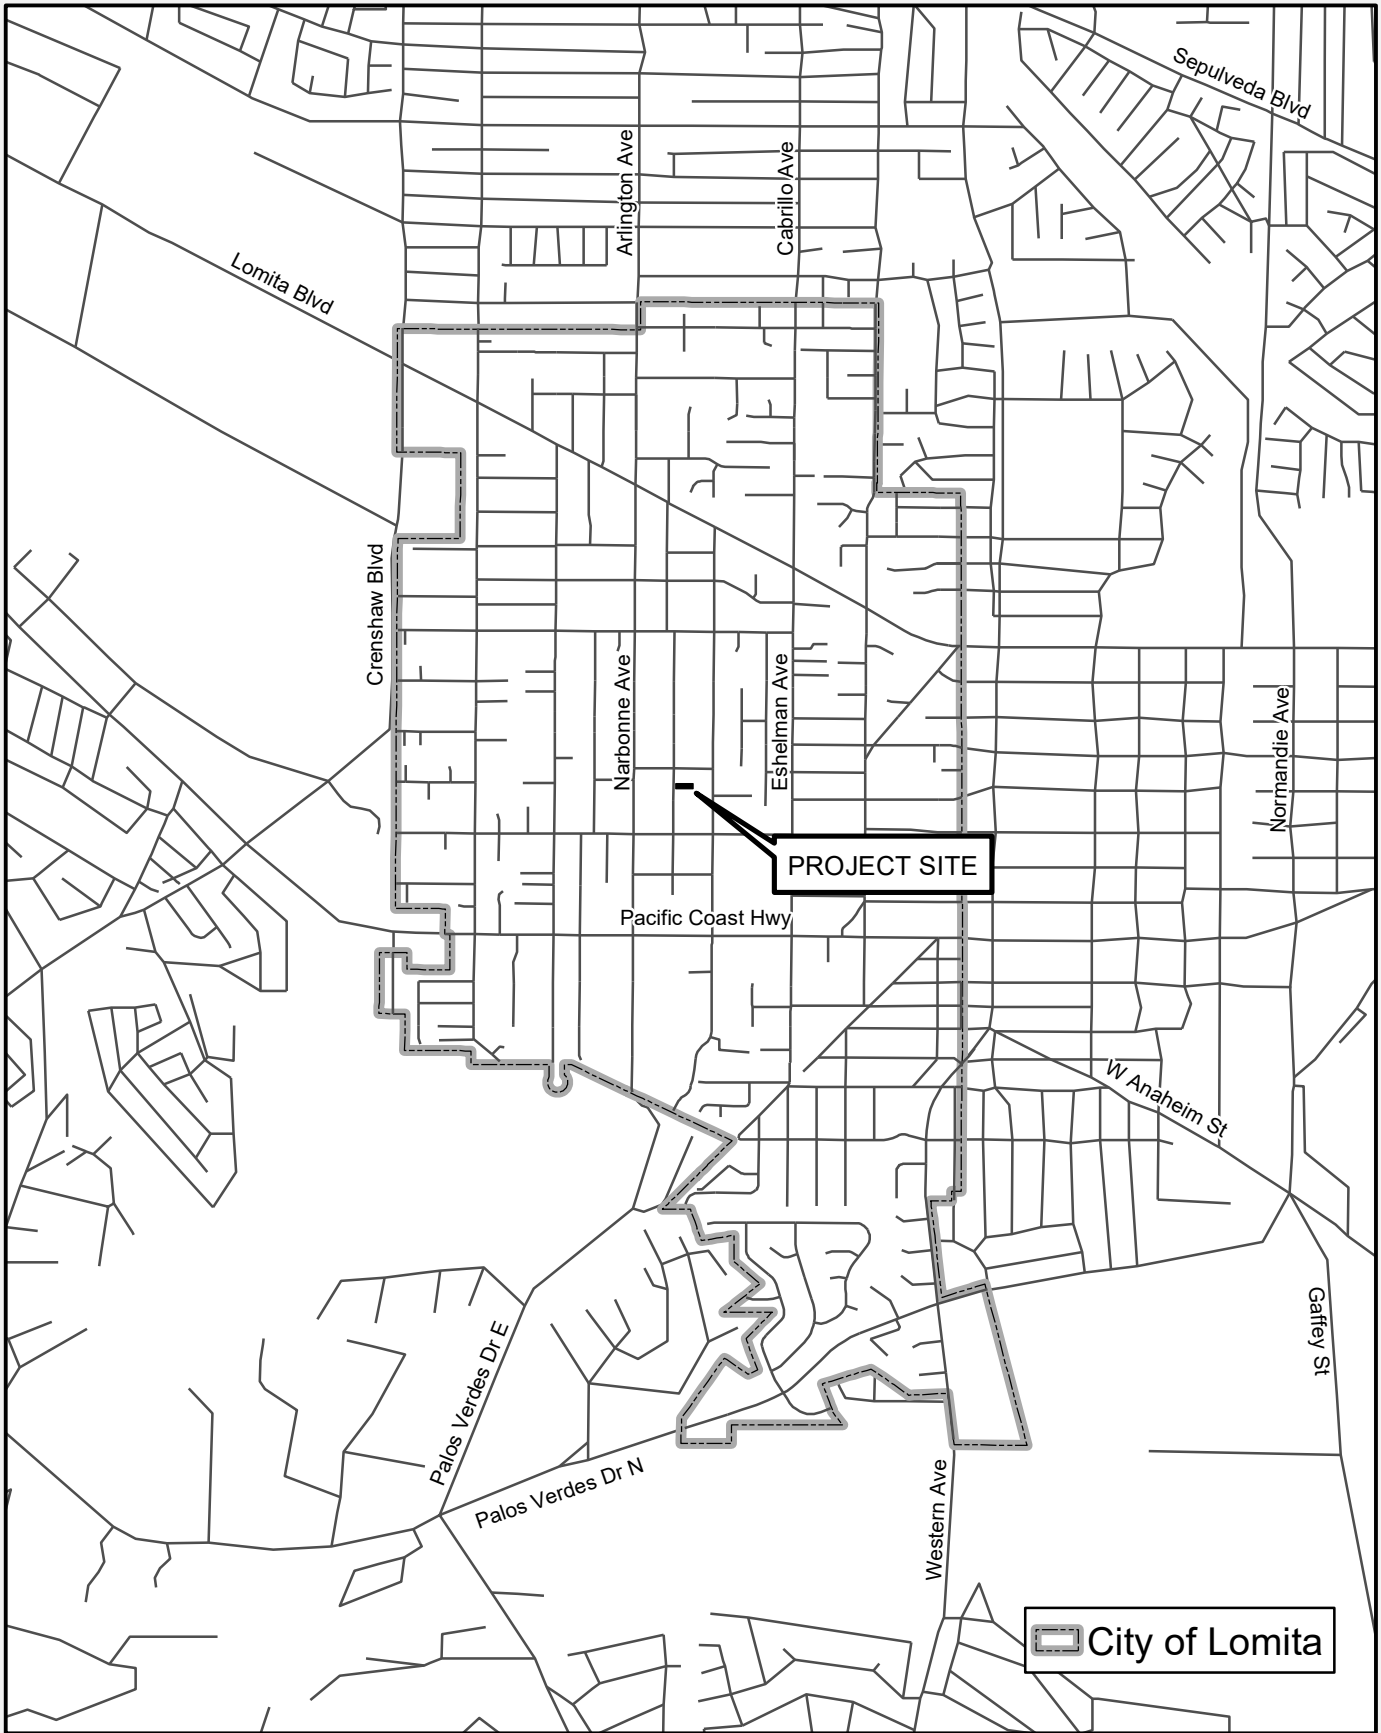 Sepulveda Blvd
Arlington Ave
Cabrillo Ave
Lomita Blvd
Crenshaw Blvd
Narbonne Ave
Eshelman Ave
Normandie Ave
PROJECT SITE
Pacific Coast Hwy
W Anaheim St
Gaffey St
Palos Verdes Dr E
Palos Verdes Dr N
Western Ave
City of Lomita